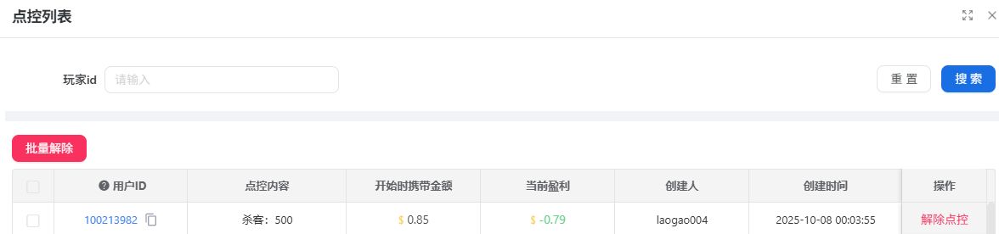 点控列表
玩家id 请输入 重 置 搜 索
批量解除
用户ID 点控内容 开始时携带金额 当前盈利 创建人 创建时间 操作
100213982 杀客：500 $ 0.85 $ -0.79 laogao004 2025-10-08 00:03:55 解除点控